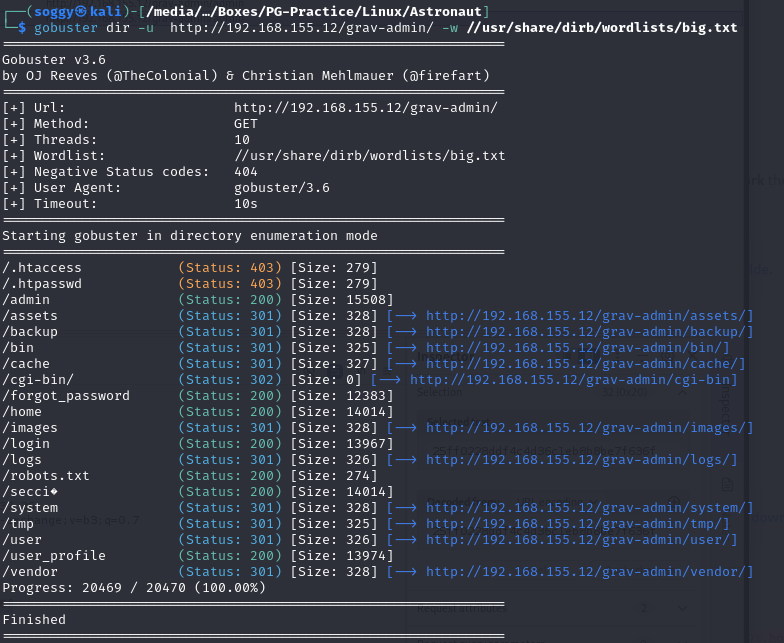 ┌──(soggy㉿kali)-[/media/…/Boxes/PG-Practice/Linux/Astronaut]
└─$ gobuster dir -u  http://192.168.155.12/grav-admin/ -w //usr/share/dirb/wordlists/big.txt
===============================================================
Gobuster v3.6
by OJ Reeves (@TheColonial) & Christian Mehlmauer (@firefart)
===============================================================
[+] Url:                     http://192.168.155.12/grav-admin/
[+] Method:                  GET
[+] Threads:                 10
[+] Wordlist:                //usr/share/dirb/wordlists/big.txt
[+] Negative Status codes:   404
[+] User Agent:              gobuster/3.6
[+] Timeout:                 10s
===============================================================
Starting gobuster in directory enumeration mode
===============================================================
/.htaccess            (Status: 403) [Size: 279]
/.htpasswd            (Status: 403) [Size: 279]
/admin                (Status: 200) [Size: 15508]
/assets               (Status: 301) [Size: 328] [--> http://192.168.155.12/grav-admin/assets/]
/backup               (Status: 301) [Size: 328] [--> http://192.168.155.12/grav-admin/backup/]
/bin                  (Status: 301) [Size: 325] [--> http://192.168.155.12/grav-admin/bin/]
/cache                (Status: 301) [Size: 327] [--> http://192.168.155.12/grav-admin/cache/]
/cgi-bin/             (Status: 302) [Size: 0] [--> http://192.168.155.12/grav-admin/cgi-bin]
/forgot_password      (Status: 200) [Size: 12383]
/home                 (Status: 200) [Size: 14014]
/images               (Status: 301) [Size: 328] [--> http://192.168.155.12/grav-admin/images/]
/login                (Status: 200) [Size: 13967]
/logs                 (Status: 301) [Size: 326] [--> http://192.168.155.12/grav-admin/logs/]
/robots.txt           (Status: 200) [Size: 274]
/secci�               (Status: 200) [Size: 14014]
/system               (Status: 301) [Size: 328] [--> http://192.168.155.12/grav-admin/system/]
/tmp                  (Status: 301) [Size: 325] [--> http://192.168.155.12/grav-admin/tmp/]
/user                 (Status: 301) [Size: 326] [--> http://192.168.155.12/grav-admin/user/]
/user_profile         (Status: 200) [Size: 13974]
/vendor               (Status: 301) [Size: 328] [--> http://192.168.155.12/grav-admin/vendor/]
Progress: 20469 / 20470 (100.00%)
===============================================================
Finished
===============================================================